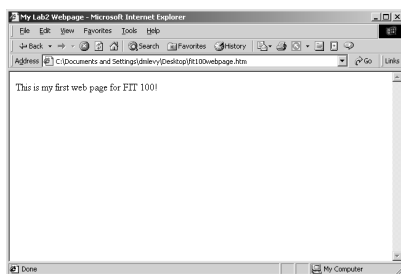 My Lab2 Webpage - Microsoft Internet Explorer
File Edit View Favorites Tools Help
Back Search Favorites History
Address C:\Documents and Settings\dmlevy\Desktop\fit100webpage.htm Go Links
This is my first web page for FIT 100!
Done My Computer